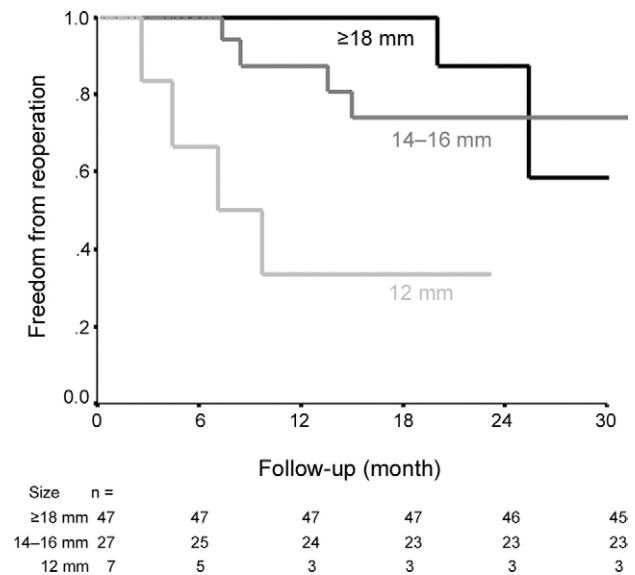 1.0
.8
.6
.4
.2
0.0
Freedom from reoperation
≥18 mm
14–16 mm
12 mm
0 6 12 18 24 30
Follow-up (month)
Size n =
≥18 mm 47 47 47 47 46 45
14–16 mm 27 25 24 23 23 23
12 mm 7 5 3 3 3 3